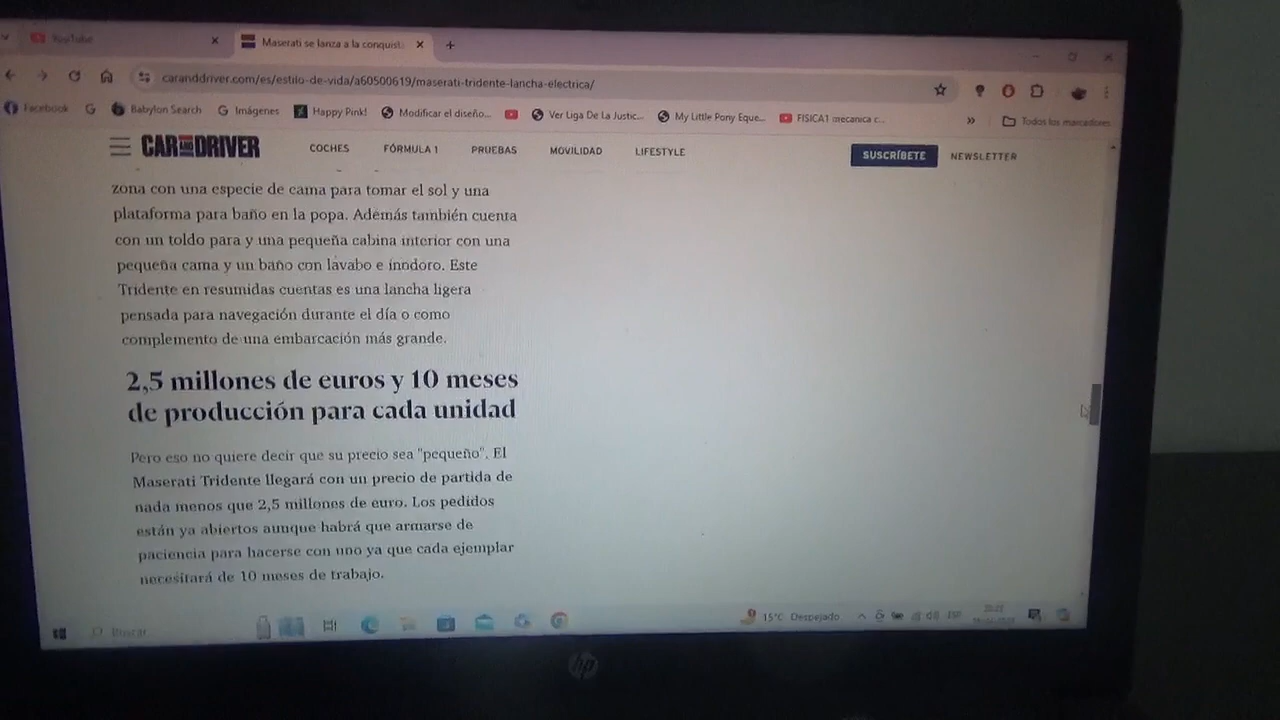 YouTube
Maserati se lanza a la conquist
caranddriver.com/es/estilo-de-vida/a60500619/maserati-tridente-lancha-electrica/
Facebook
Babylon Search
Imágenes
Happy Pink!
Modificar el diseño...
Ver Liga De La Justic...
My Little Pony Eque...
FISICA1 mecanica c...
»
Todos los marcadores
CAR AND DRIVER
COCHES
FÓRMULA 1
PRUEBAS
MOVILIDAD
LIFESTYLE
SUSCRÍBETE
NEWSLETTER
zona con una especie de cama para tomar el sol y una
plataforma para baño en la popa. Además también cuenta
con un toldo para y una pequeña cabina interior con una
pequeña cama y un baño con lavabo e inodoro. Este
Tridente en resumidas cuentas es una lancha ligera
pensada para navegación durante el día o como
complemento de una embarcación más grande.
2,5 millones de euros y 10 meses
de producción para cada unidad
Pero eso no quiere decir que su precio sea "pequeño". El
Maserati Tridente llegará con un precio de partida de
nada menos que 2,5 millones de euro. Los pedidos
están ya abiertos aunque habrá que armarse de
paciencia para hacerse con uno ya que cada ejemplar
necesitará de 10 meses de trabajo.
Buscar
15°C Despejado
ESP
hp